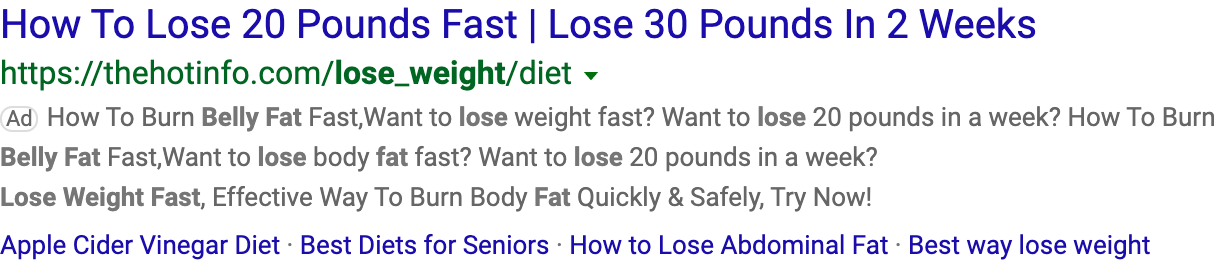 How To Lose 20 Pounds Fast | Lose 30 Pounds In 2 Weeks
https://thehotinfo.com/lose_weight/diet
Ad How To Burn Belly Fat Fast,Want to lose weight fast? Want to lose 20 pounds in a week? How To Burn
Belly Fat Fast,Want to lose body fat fast? Want to lose 20 pounds in a week?
Lose Weight Fast, Effective Way To Burn Body Fat Quickly & Safely, Try Now!
Apple Cider Vinegar Diet · Best Diets for Seniors · How to Lose Abdominal Fat · Best way lose weight